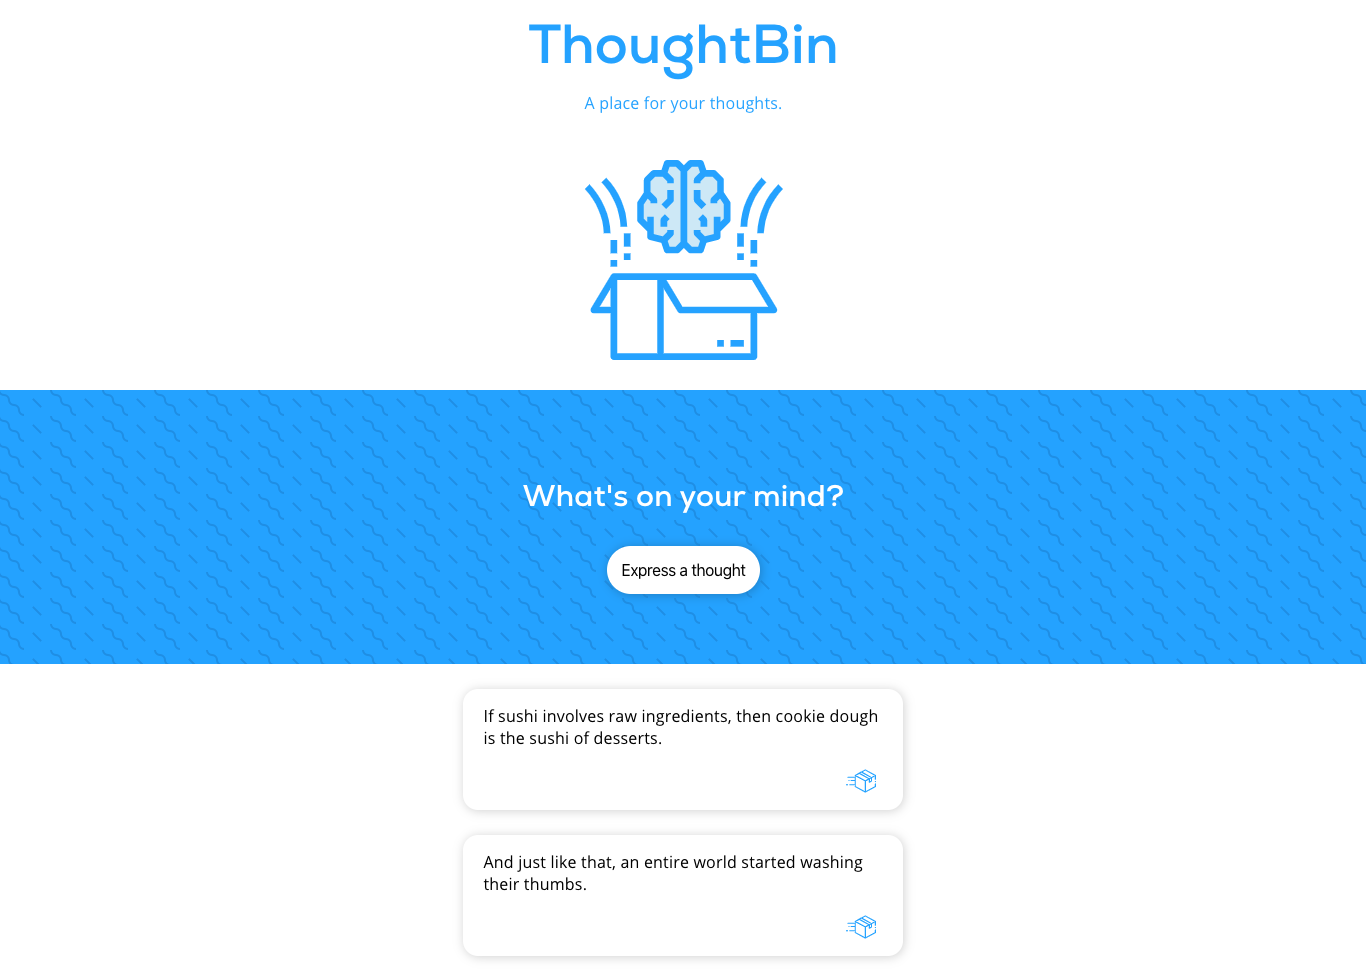 ThoughtBin
A place for your thoughts.
What's on your mind?
Express a thought
If sushi involves raw ingredients, then cookie dough
is the sushi of desserts.
And just like that, an entire world started washing
their thumbs.